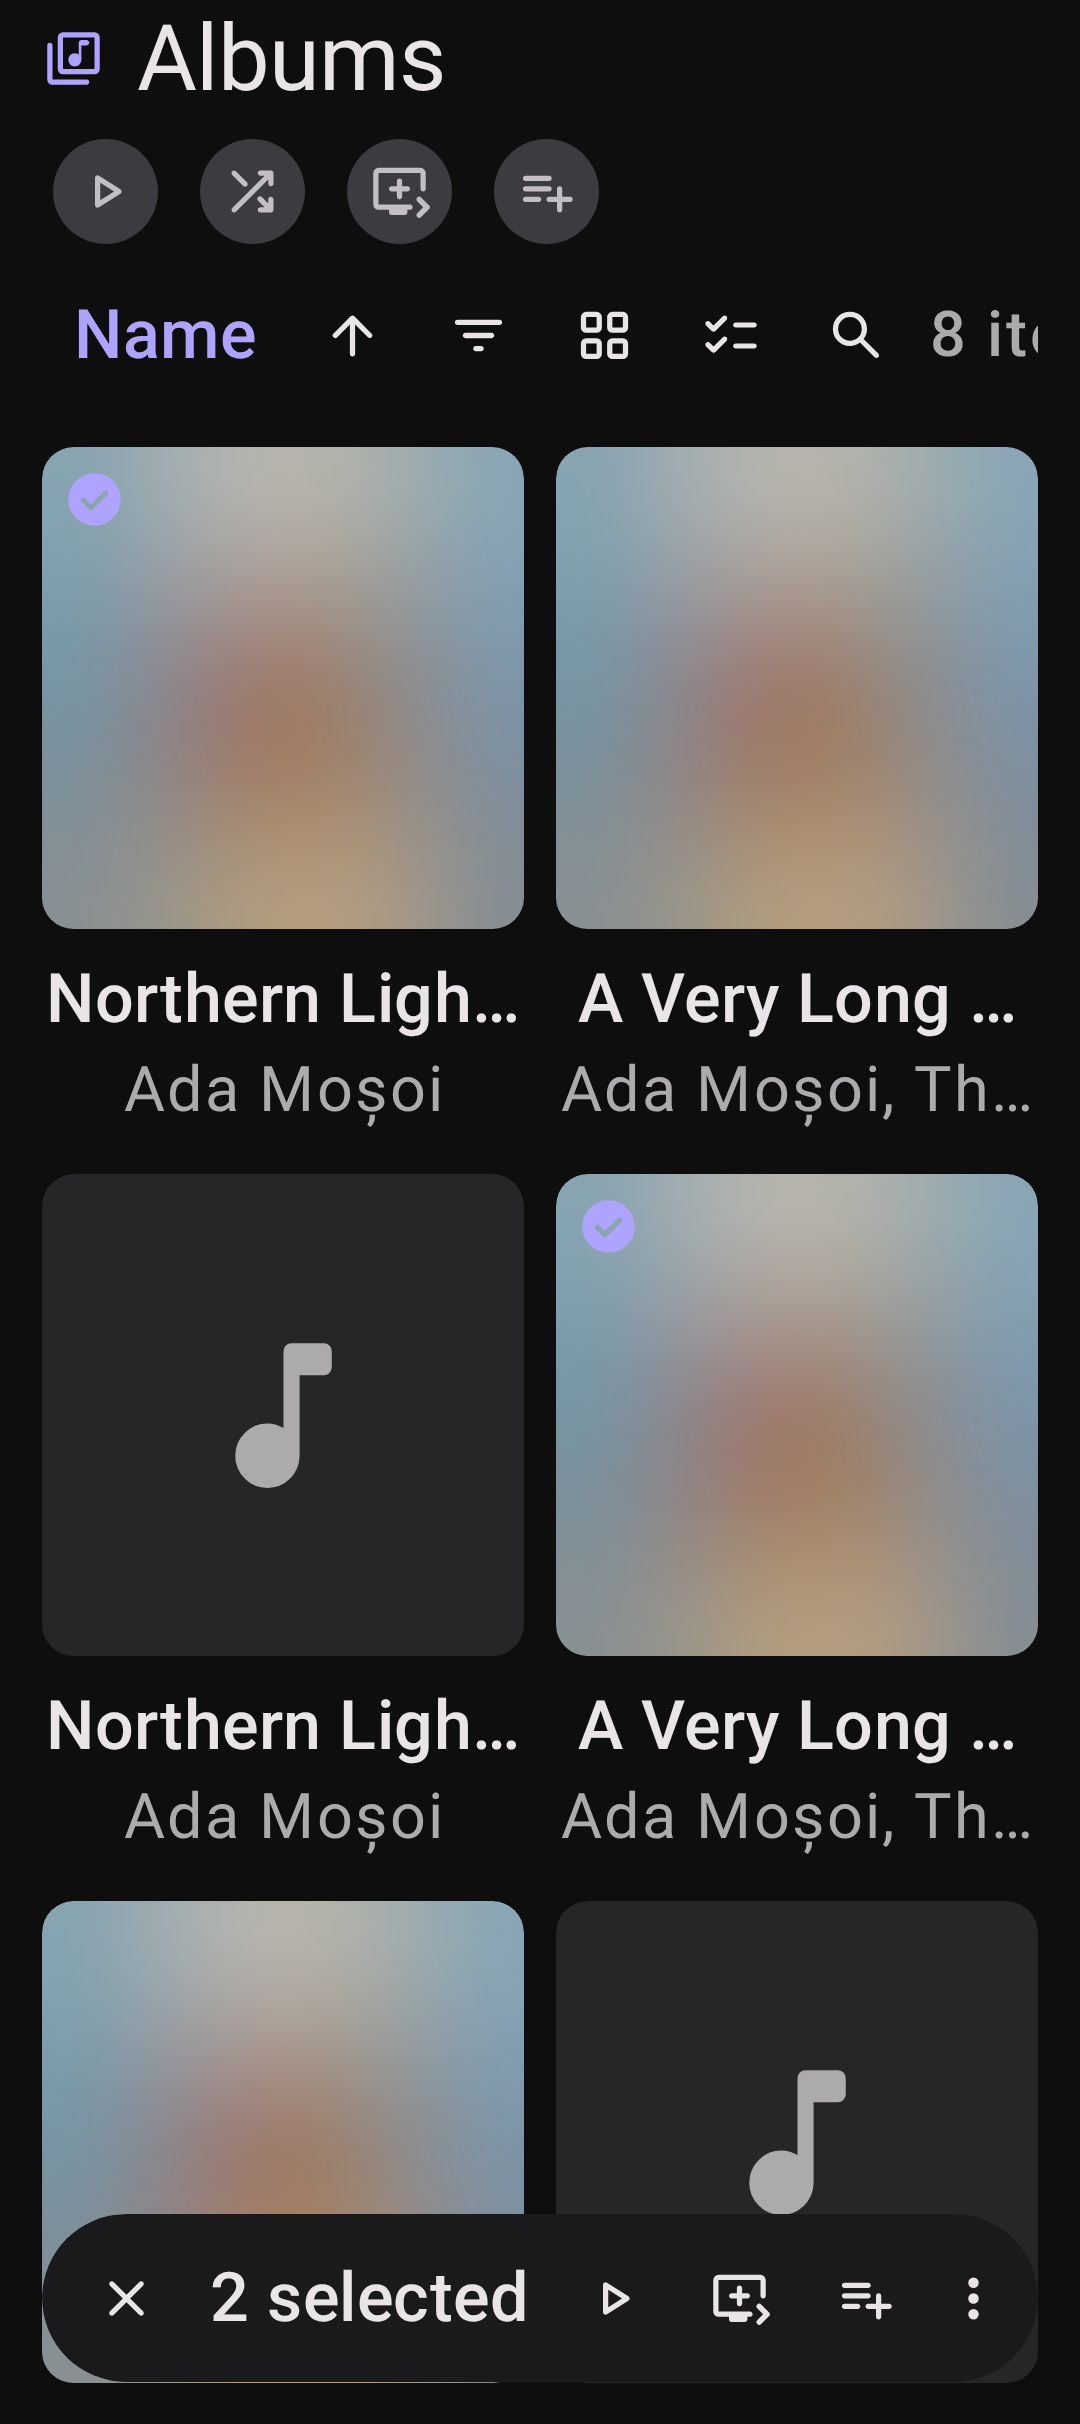 Albums
Name
8 it
Northern Ligh…
A Very Long …
Ada Moșoi
Ada Moșoi, Th…
Northern Ligh…
A Very Long …
Ada Moșoi
Ada Moșoi, Th…
2 selected